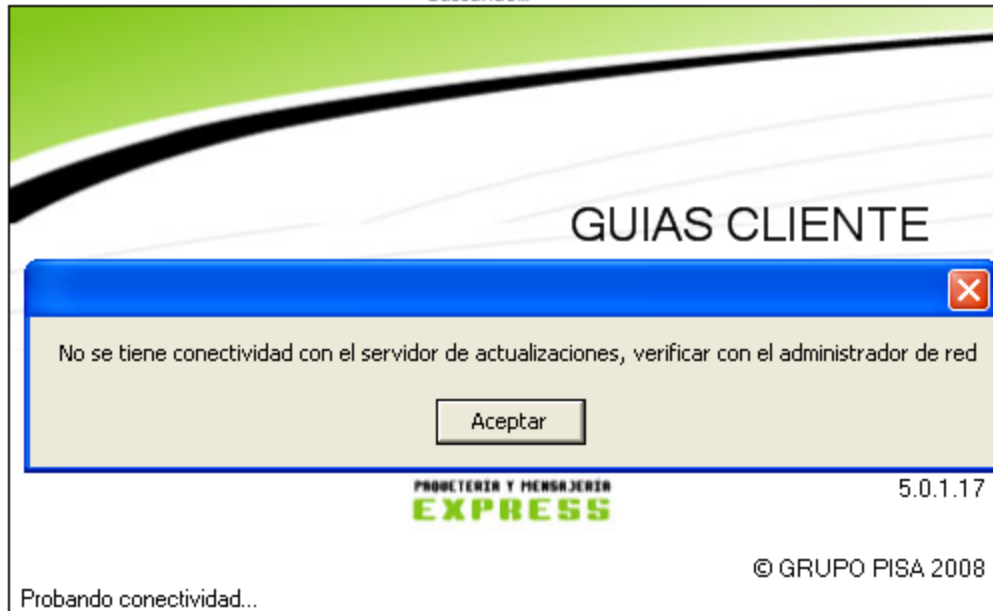 GUIAS CLIENTE
No se tiene conectividad con el servidor de actualizaciones, verificar con el administrador de red
Aceptar
PAQUETERIA Y MENSAJERIA
EXPRESS
5.0.1.17
© GRUPO PISA 2008
Probando conectividad...